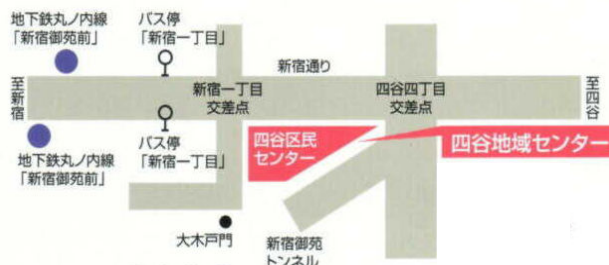 地下鉄丸ノ内線
「新宿御苑前」
バス停
「新宿一丁目」
至新宿
新宿一丁目
交差点
新宿通り
四谷四丁目
交差点
至四谷
地下鉄丸ノ内線
「新宿御苑前」
バス停
「新宿一丁目」
四谷区民
センター
四谷地域センター
大木戸門
新宿御苑
トンネル